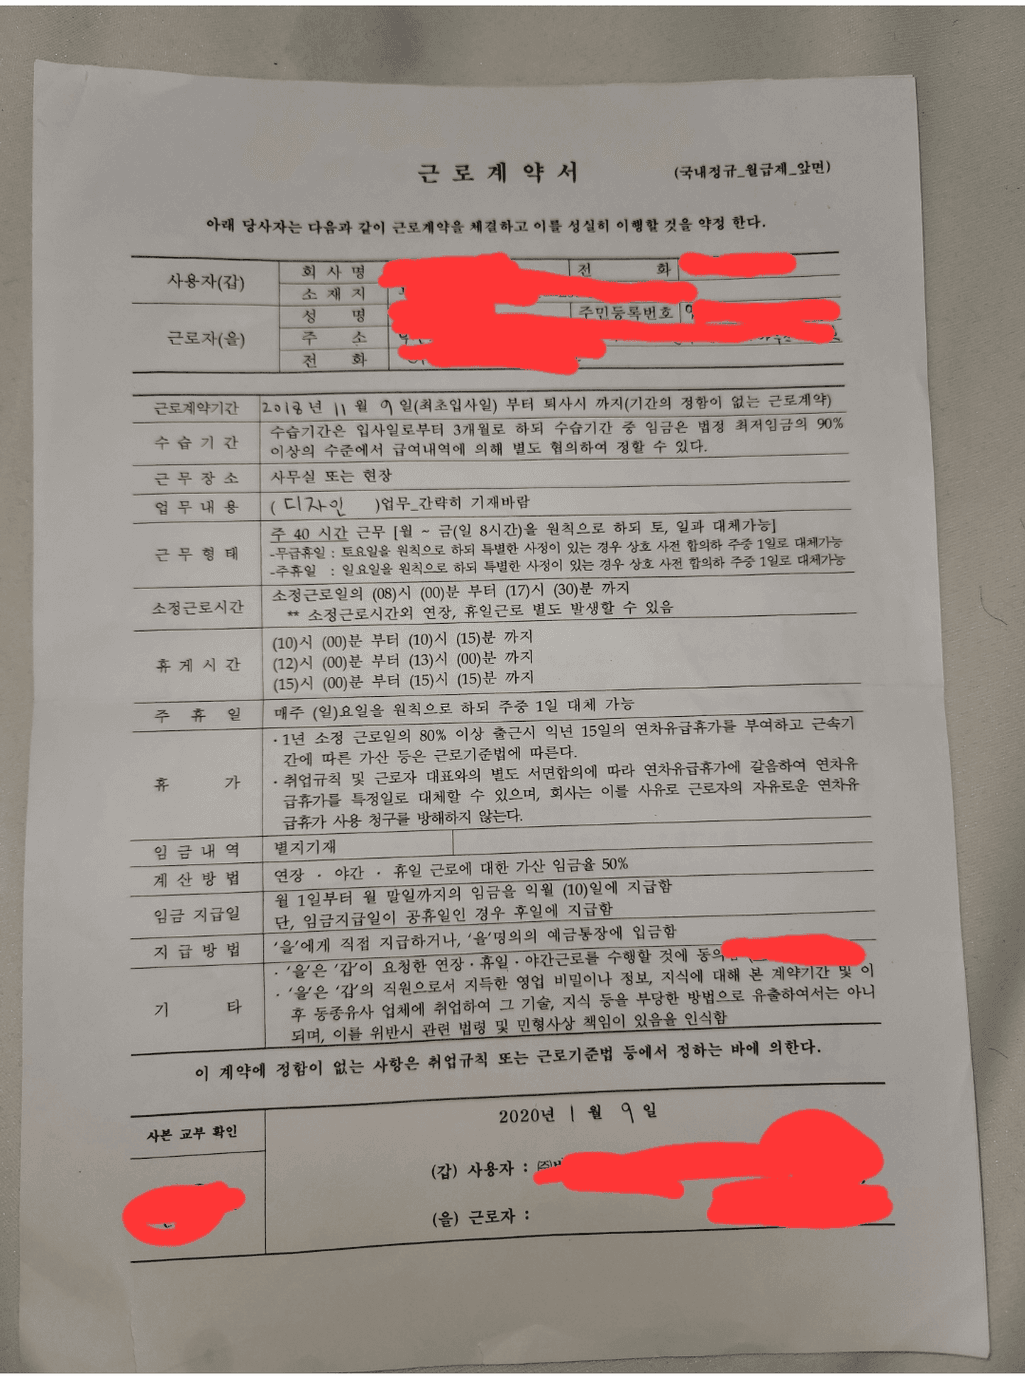 근 로 계 약 서
(국내정규_월급제_앞면)
아래 당사자는 다음과 같이 근로계약을 체결하고 이를 성실히 이행할 것을 약정 한다.
사용자(갑) 회 사 명 전 화
소 재 지
근로자(을) 성 명 주민등록번호 9
주 소
전 화
근로계약기간 2018 년 11 월 9 일(최초입사일) 부터 퇴사시 까지(기간의 정함이 없는 근로계약)
수 습 기 간 수습기간은 입사일로부터 3개월로 하되 수습기간 중 임금은 법정 최저임금의 90%
이상의 수준에서 급여내역에 의해 별도 협의하여 정할 수 있다.
근 무 장 소 사무실 또는 현장
업 무 내 용 ( 디자인 )업무_간략히 기재바람
근 무 형 태 주 40 시간 근무 [월 ~ 금(일 8시간)을 원칙으로 하되 토, 일과 대체가능]
-무급휴일 : 토요일을 원칙으로 하되 특별한 사정이 있는 경우 상호 사전 합의하 주중 1일로 대체가능
-주휴일 : 일요일을 원칙으로 하되 특별한 사정이 있는 경우 상호 사전 합의하 주중 1일로 대체가능
소정근로시간 소정근로일의 (08)시 (00)분 부터 (17)시 (30)분 까지
** 소정근로시간외 연장, 휴일근로 별도 발생할 수 있음
휴 게 시 간 (10)시 (00)분 부터 (10)시 (15)분 까지
(12)시 (00)분 부터 (13)시 (00)분 까지
(15)시 (00)분 부터 (15)시 (15)분 까지
주 휴 일 매주 (일)요일을 원칙으로 하되 주중 1일 대체 가능
휴 가 · 1년 소정 근로일의 80% 이상 출근시 익년 15일의 연차유급휴가를 부여하고 근속기
간에 따른 가산 등은 근로기준법에 따른다.
· 취업규칙 및 근로자 대표와의 별도 서면합의에 따라 연차유급휴가에 갈음하여 연차유
급휴가를 특정일로 대체할 수 있으며, 회사는 이를 사유로 근로자의 자유로운 연차유
급휴가 사용 청구를 방해하지 않는다.
임 금 내 역 별지기재
계 산 방 법 연장 · 야간 · 휴일 근로에 대한 가산 임금율 50%
임금 지급일 월 1일부터 월 말일까지의 임금을 익월 (10)일에 지급함
단, 임금지급일이 공휴일인 경우 후일에 지급함
지 급 방 법 '을'에게 직접 지급하거나, '을'명의의 예금통장에 입금함
기 타 · '을'은 '갑'이 요청한 연장 · 휴일 · 야간근로를 수행할 것에 동의
· '을'은 '갑'의 직원으로서 지득한 영업 비밀이나 정보, 지식에 대해 본 계약기간 및 이
후 동종유사 업체에 취업하여 그 기술, 지식 등을 부당한 방법으로 유출하여서는 아니
되며, 이를 위반시 관련 법령 및 민형사상 책임이 있음을 인식함
이 계약에 정함이 없는 사항은 취업규칙 또는 근로기준법 등에서 정하는 바에 의한다.
사본 교부 확인
2020년 1 월 9 일
(갑) 사용자 : ㈜
(을) 근로자 :